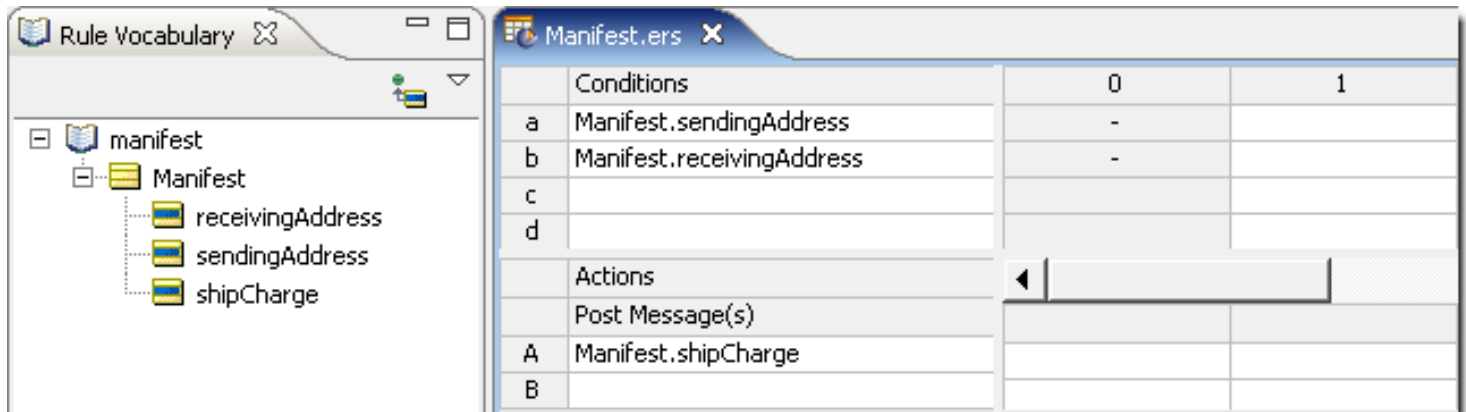 Rule Vocabulary
manifest
Manifest
receivingAddress
sendingAddress
shipCharge
Manifest.ers
Conditions 0 1
a Manifest.sendingAddress -
b Manifest.receivingAddress -
c
d
Actions
Post Message(s)
A Manifest.shipCharge
B